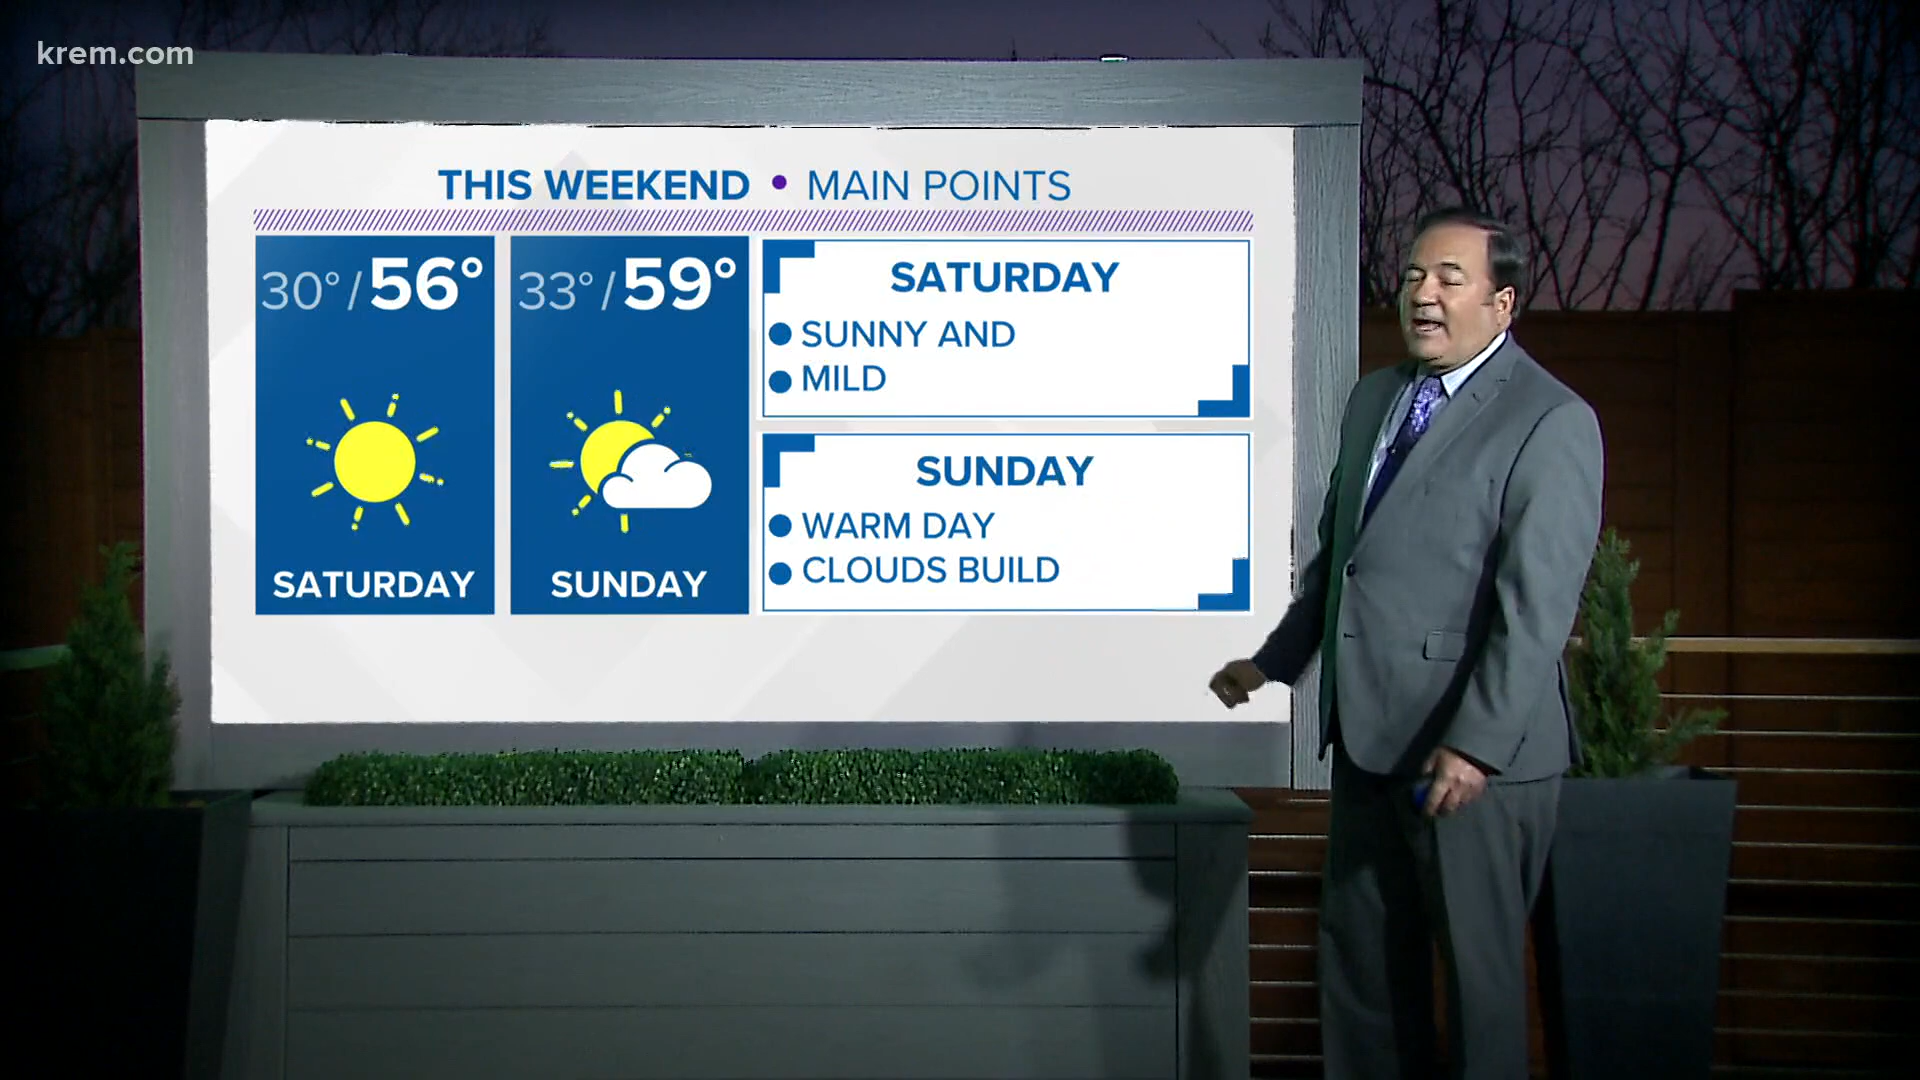 krem.com
THIS WEEKEND • MAIN POINTS
30°/56°
SATURDAY
33°/59°
SUNDAY
SATURDAY
• SUNNY AND
• MILD
SUNDAY
• WARM DAY
• CLOUDS BUILD